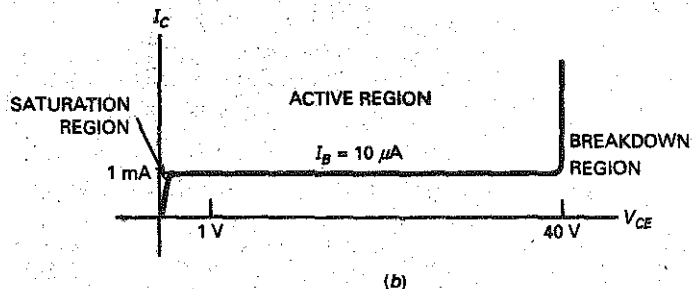 I_C
ACTIVE REGION
SATURATION
REGION
BREAKDOWN
REGION
I_B = 10 μA
1 mA
V_CE
1 V
40 V
(b)